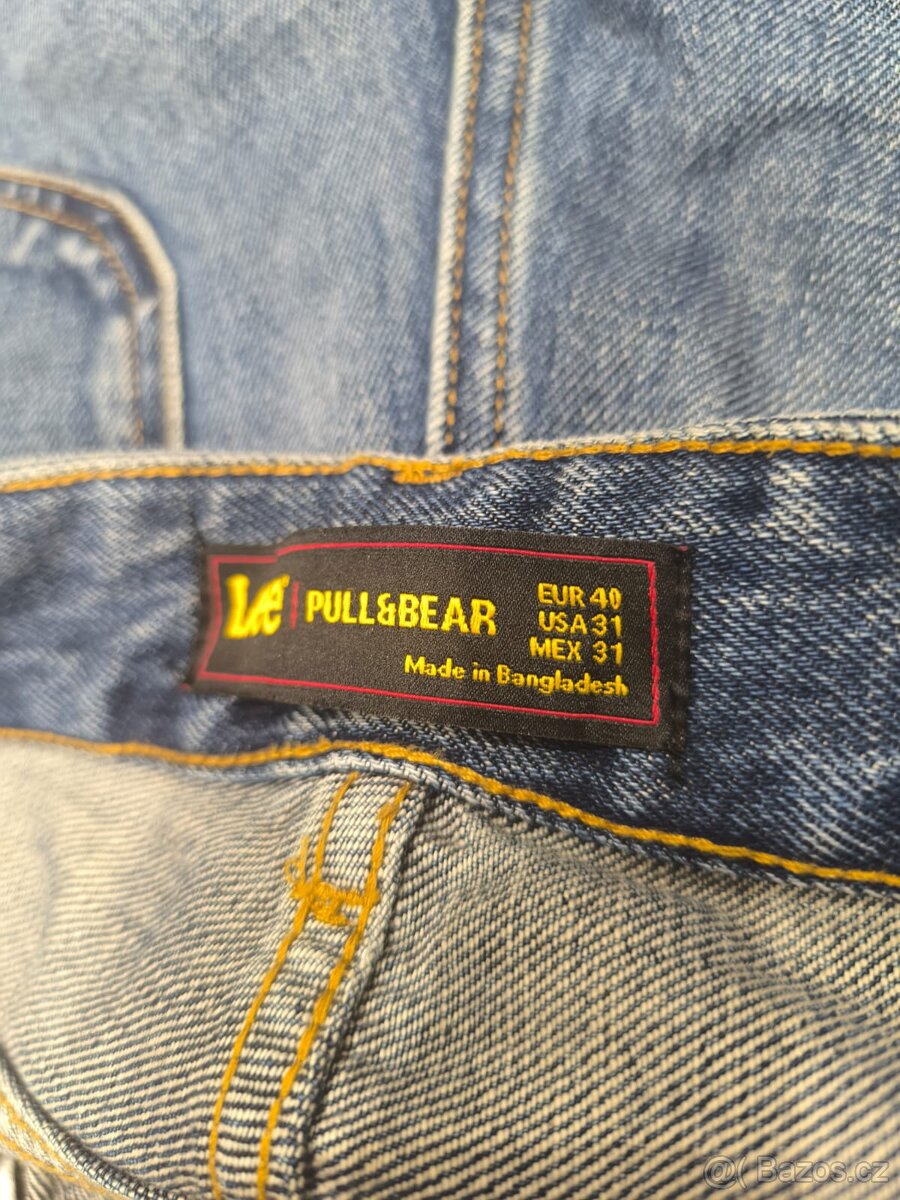 Lee | PULL&BEAR
EUR 40
USA 31
MEX 31
Made in Bangladesh
@( Bazos.cz